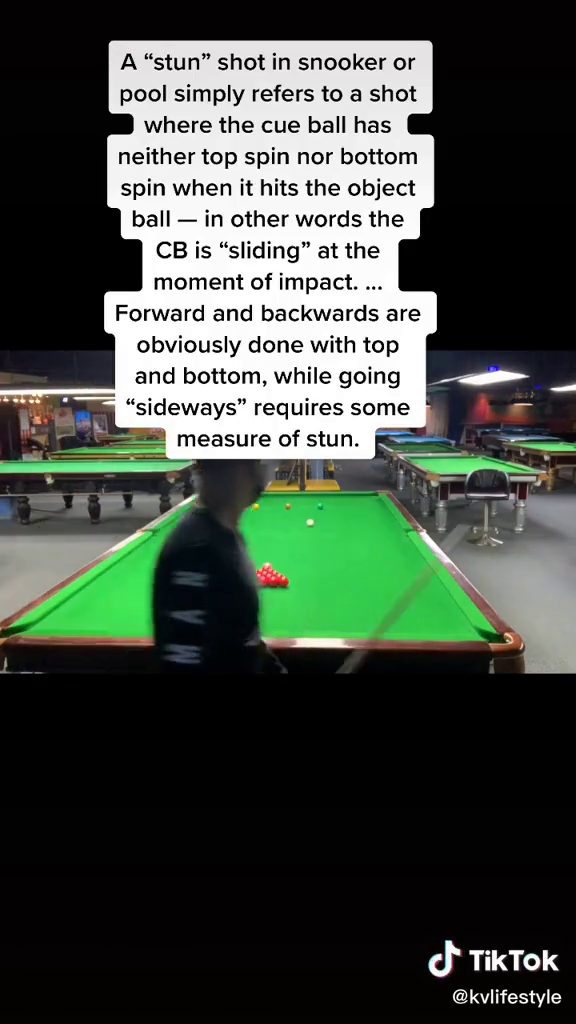 A “stun” shot in snooker or
pool simply refers to a shot
where the cue ball has
neither top spin nor bottom
spin when it hits the object
ball — in other words the
CB is “sliding” at the
moment of impact. ...
Forward and backwards are
obviously done with top
and bottom, while going
“sideways” requires some
measure of stun.
MAN
TikTok
@kvlifestyle